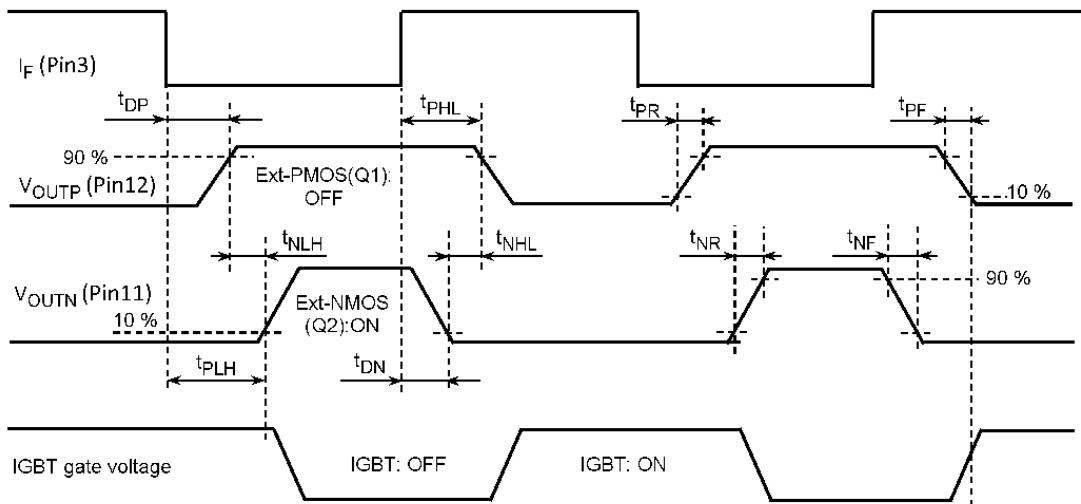 I_F (Pin3)
t_DP
t_PHL
t_PR
t_PF
90 %
V_OUTP (Pin12)
Ext-PMOS(Q1):
OFF
10 %
t_NLH
t_NHL
t_NR
t_NF
V_OUTN (Pin11)
90 %
10 %
Ext-NMOS
(Q2):ON
t_PLH
t_DN
IGBT gate voltage
IGBT: OFF
IGBT: ON